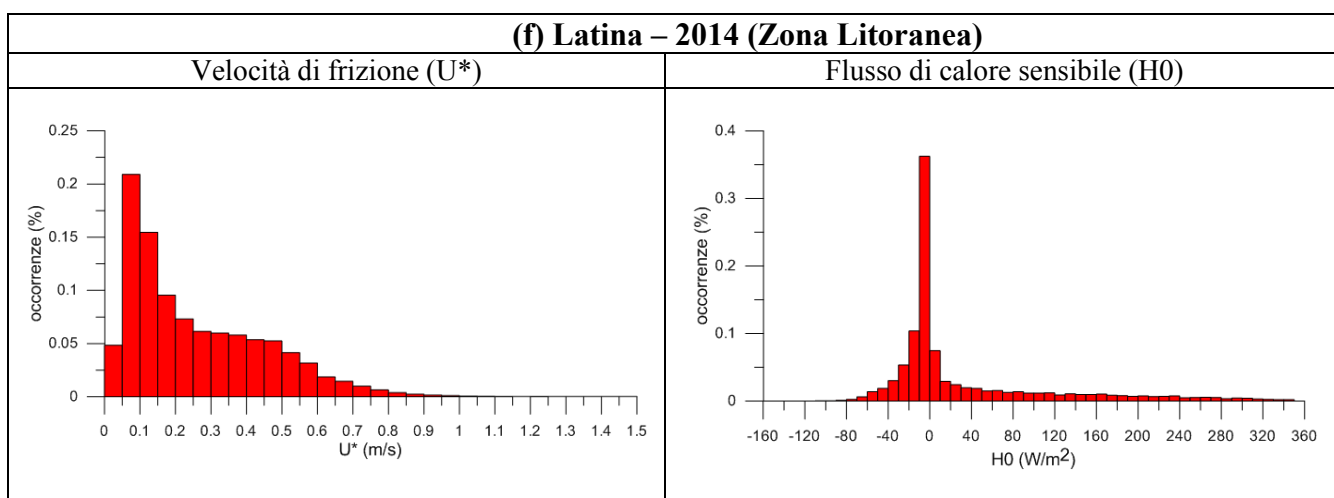 (f) Latina – 2014 (Zona Litoranea)
Velocità di frizione (U*)
Flusso di calore sensibile (H0)
0.25
0.2
0.15
0.1
0.05
0
occorrenze (%)
0 0.1 0.2 0.3 0.4 0.5 0.6 0.7 0.8 0.9 1 1.1 1.2 1.3 1.4 1.5
U* (m/s)
0.4
0.3
0.2
0.1
0
occorrenze (%)
-160 -120 -80 -40 0 40 80 120 160 200 240 280 320 360
H0 (W/m2)